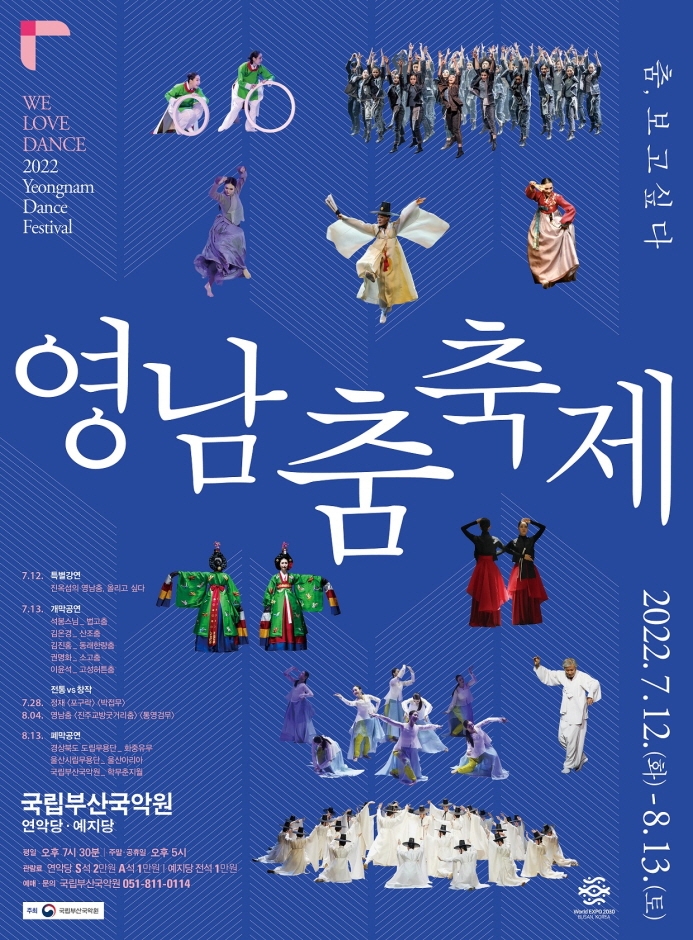 WE
LOVE
DANCE
2022
Yeongnam
Dance
Festival
춤, 보고싶다
영남춤축제
2022. 7. 12.(화) - 8. 13.(토)
7.12. 특별강연
진옥섭의 영남춤, 올리고 싶다
7.13. 개막공연
석봉스님_ 법고춤
김온경_ 산조춤
김진홍_ 동래한량춤
권명화_ 소고춤
이윤석_ 고성허튼춤
전통 vs 창작
7.28. 정재 〈포구락〉 〈박접무〉
8.04. 영남춤 〈진주교방굿거리춤〉 〈통영검무〉
8.13. 폐막공연
경상북도 도립무용단_ 화중유무
울산시립무용단_ 울산아리아
국립부산국악원_ 학무춘지월
국립부산국악원
연악당 · 예지당
평일 오후 7시 30분 | 주말·공휴일 오후 5시
관람료 연악당 S석 2만원 A석 1만원 | 예지당 전석 1만원
예매·문의 국립부산국악원 051-811-0114
주최 국립부산국악원
World EXPO 2030
BUSAN, KOREA